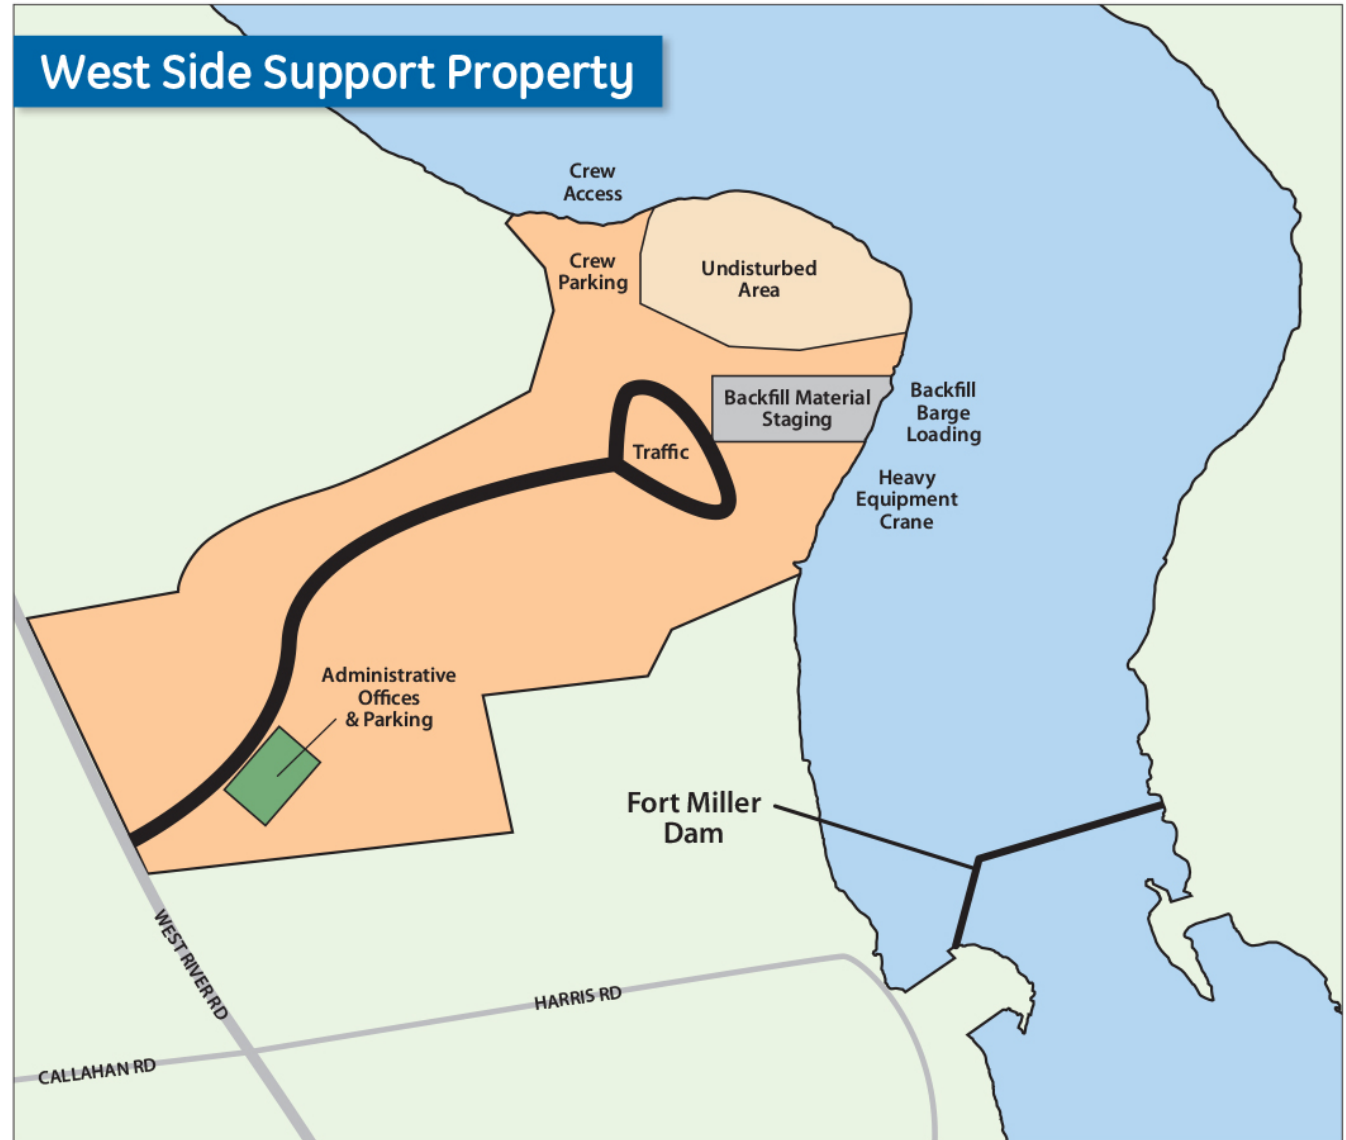 West Side Support Property
Crew
Access
Crew
Parking
Undisturbed
Area
Backfill Material
Staging
Backfill
Barge
Loading
Traffic
Heavy
Equipment
Crane
Administrative
Offices
& Parking
Fort Miller
Dam
WEST RIVER RD
HARRIS RD
CALLAHAN RD